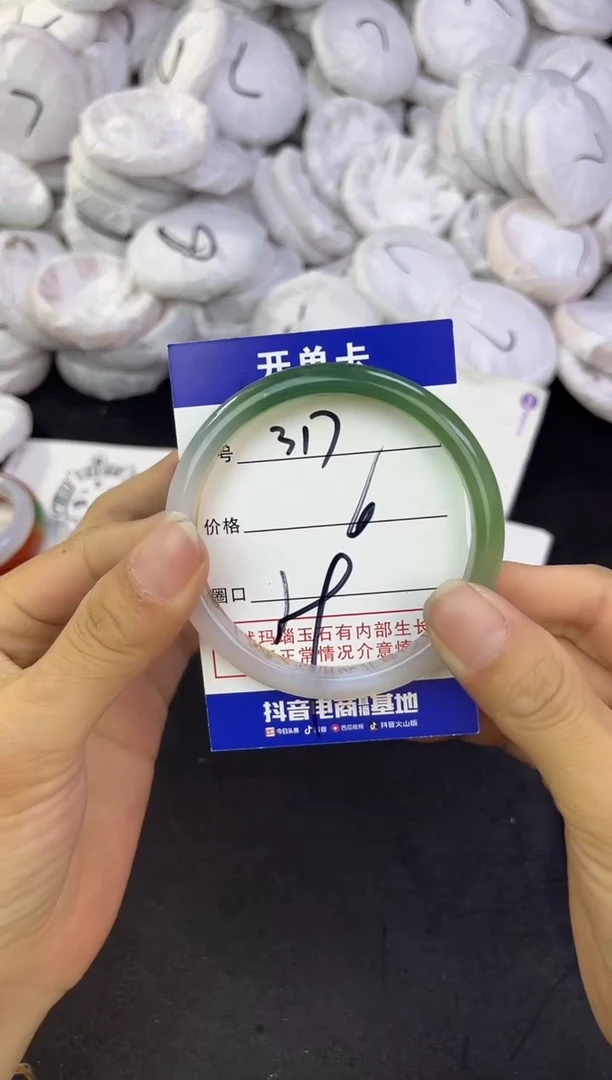 开单卡
号 317
价格 6
圈口
玛瑙玉石有内部生长
正常情况介意慎
抖音电商直播基地
今日头条 抖音 西瓜视频 抖音火山版